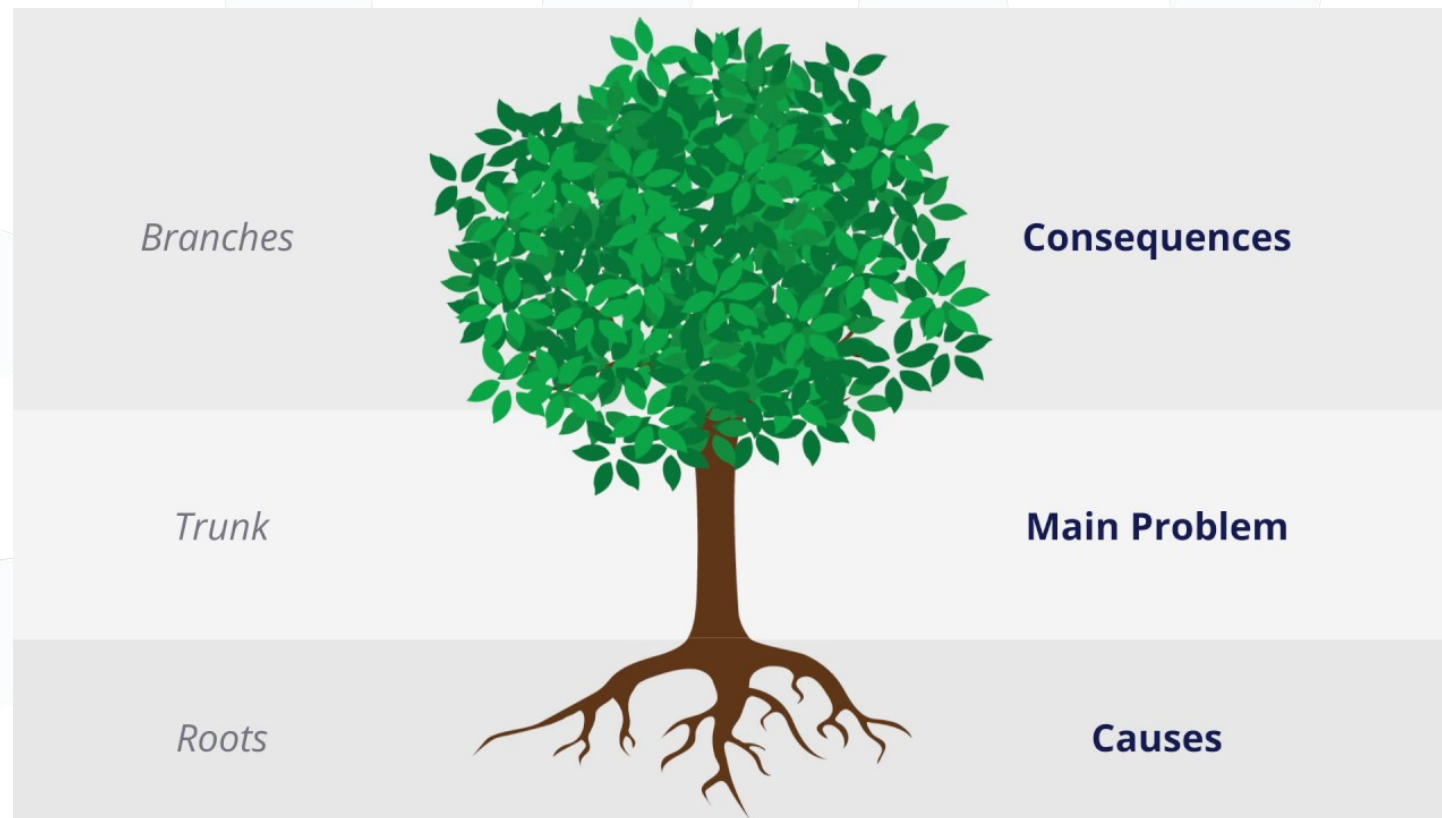 Branches
Consequences
Trunk
Main Problem
Roots
Causes